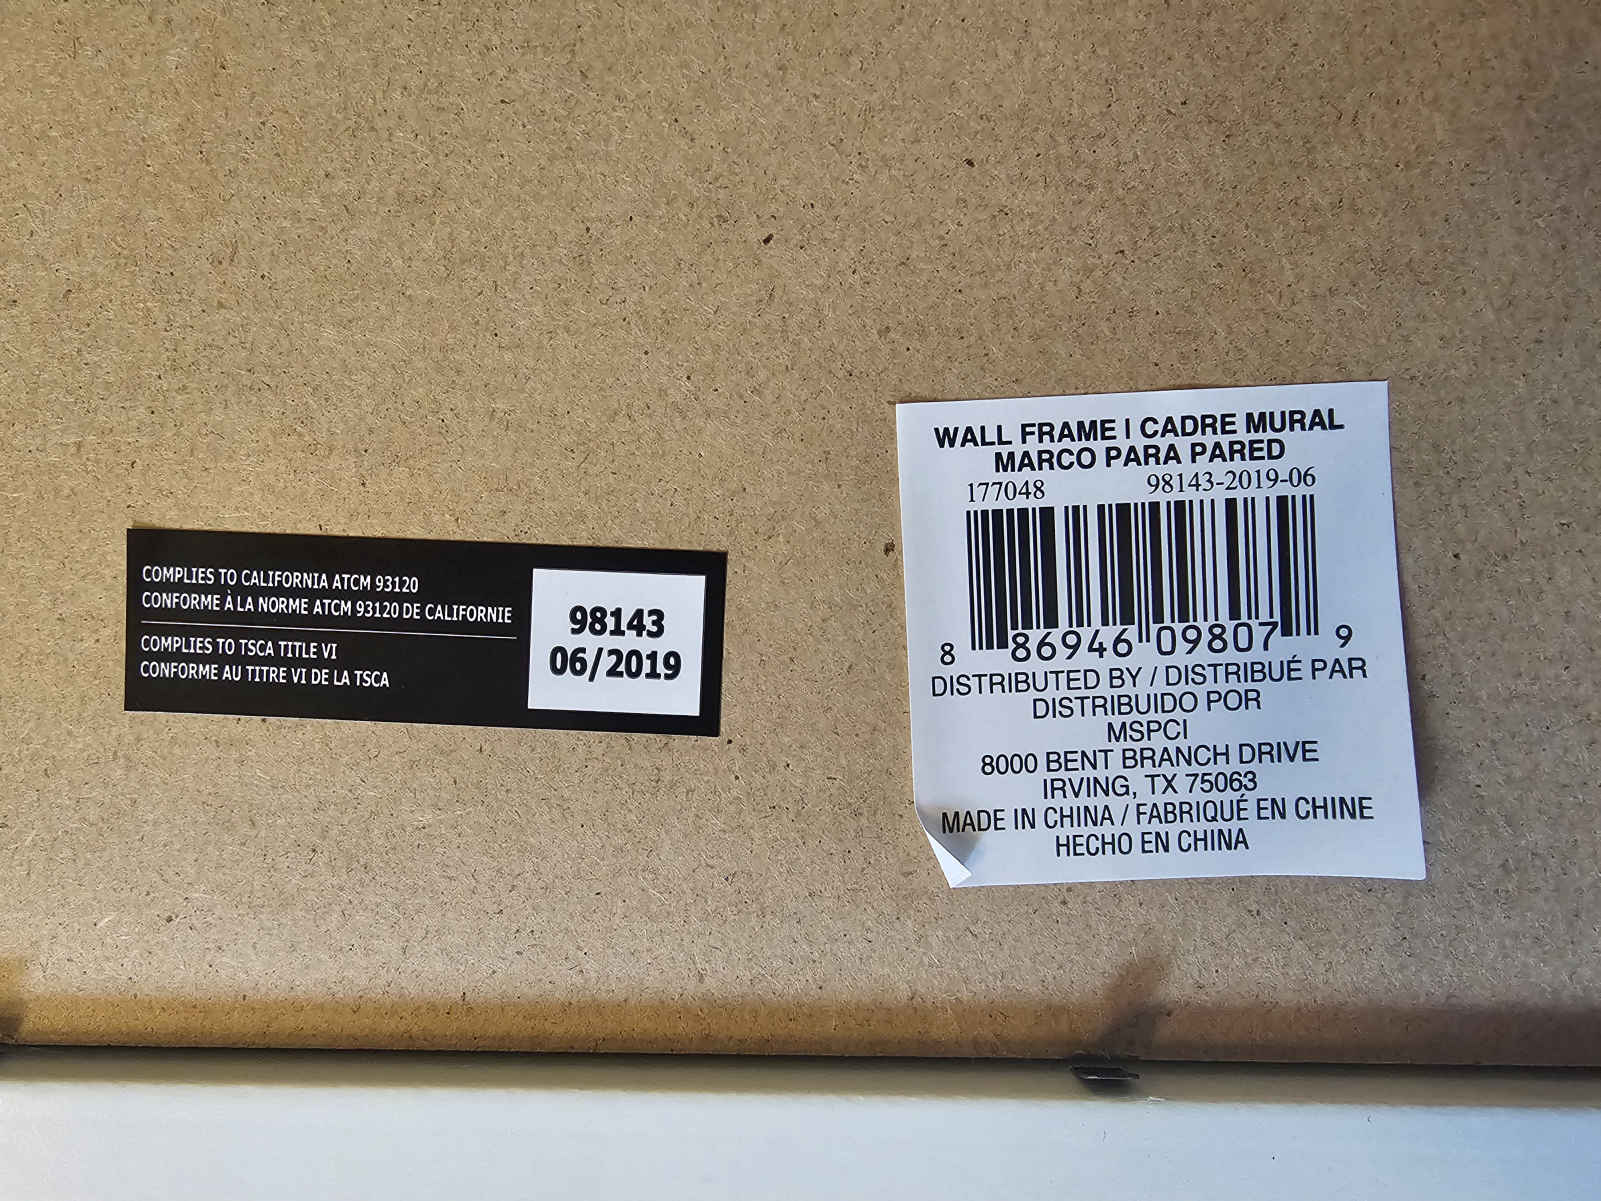 COMPLIES TO CALIFORNIA ATCM 93120
CONFORME À LA NORME ATCM 93120 DE CALIFORNIE
COMPLIES TO TSCA TITLE VI
CONFORME AU TITRE VI DE LA TSCA
98143
06/2019
WALL FRAME | CADRE MURAL
MARCO PARA PARED
177048 98143-2019-06
8 86946 09807 9
DISTRIBUTED BY / DISTRIBUÉ PAR
DISTRIBUIDO POR
MSPCI
8000 BENT BRANCH DRIVE
IRVING, TX 75063
MADE IN CHINA / FABRIQUÉ EN CHINE
HECHO EN CHINA